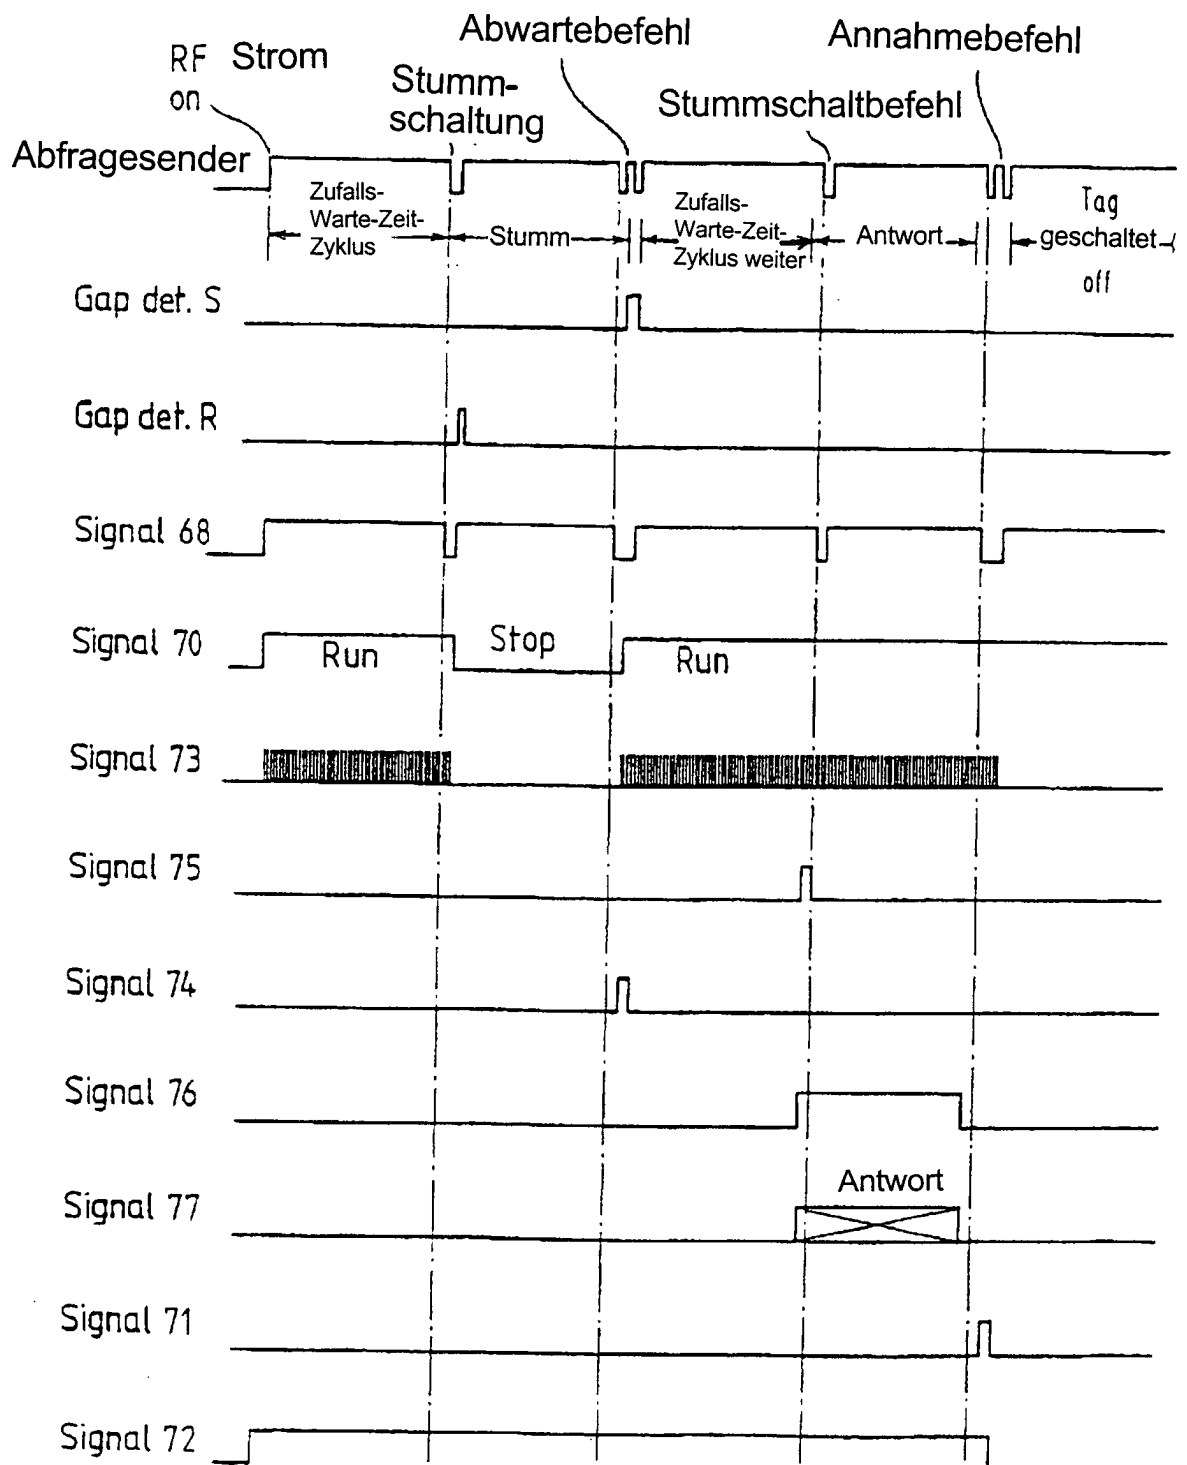 Abwartebefehl
Annahmebefehl
RF Strom
on
Stumm-
schaltung
Stummschaltbefehl
Abfragesender
Zufalls-
Warte-Zeit-
Zyklus
Stumm
Zufalls-
Warte-Zeit-
Zyklus weiter
Antwort
Tag
geschaltet
off
Gap det. S
Gap det. R
Signal 68
Signal 70
Run
Stop
Run
Signal 73
Signal 75
Signal 74
Signal 76
Antwort
Signal 77
Signal 71
Signal 72